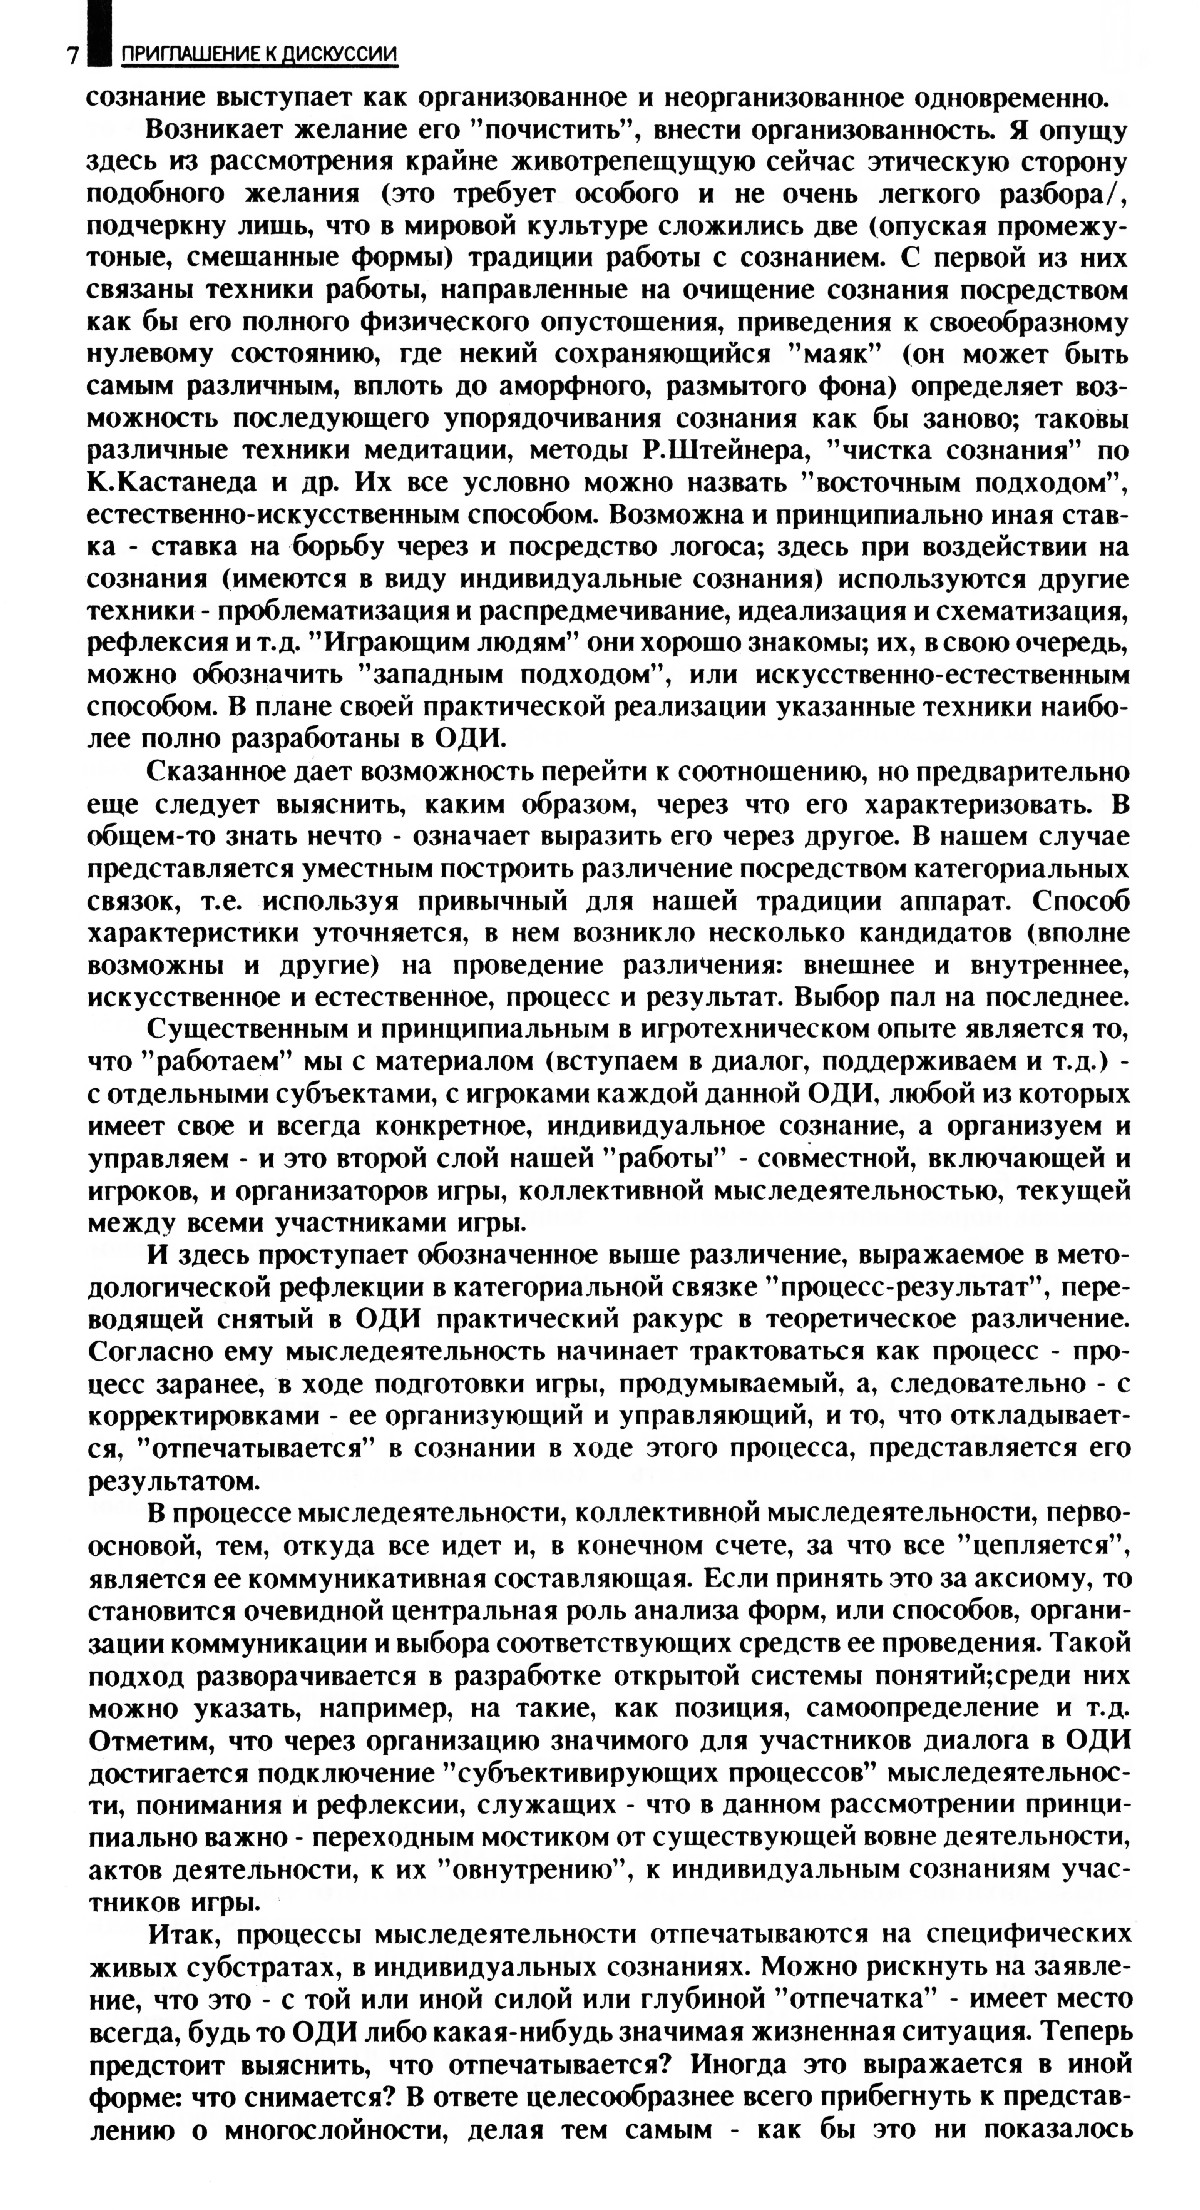 7 ПРИГЛАШЕНИЕ К ДИСКУССИИ
сознание выступает как организованное и неорганизованное одновременно.
Возникает желание его ”почистить”, внести организованность. Я опущу
здесь из рассмотрения крайне животрепещущую сейчас этическую сторону
подобного желания (это требует особого и не очень легкого разбора/,
подчеркну лишь, что в мировой культуре сложились две (опуская промежу-
тоные, смешанные формы) традиции работы с сознанием. С первой из них
связаны техники работы, направленные на очищение сознания посредством
как бы его полного физического опустошения, приведения к своеобразному
нулевому состоянию, где некий сохраняющийся ”маяк” (он может быть
самым различным, вплоть до аморфного, размытого фона) определяет воз-
можность последующего упорядочивания сознания как бы заново; таковы
различные техники медитации, методы Р.Штейнера, ”чистка сознания” по
К.Кастанеда и др. Их все условно можно назвать ”восточным подходом”,
естественно-искусственным способом. Возможна и принципиально иная став-
ка - ставка на борьбу через и посредство логоса; здесь при воздействии на
сознания (имеются в виду индивидуальные сознания) используются другие
техники - проблематизация и распредмечивание, идеализация и схематизация,
рефлексия и т.д. ”Играющим людям” они хорошо знакомы; их, в свою очередь,
можно обозначить ”западным подходом”, или искусственно-естественным
способом. В плане своей практической реализации указанные техники наибо-
лее полно разработаны в ОДИ.
Сказанное дает возможность перейти к соотношению, но предварительно
еще следует выяснить, каким образом, через что его характеризовать. В
общем-то знать нечто - означает выразить его через другое. В нашем случае
представляется уместным построить различение посредством категориальных
связок, т.е. используя привычный для нашей традиции аппарат. Способ
характеристики уточняется, в нем возникло несколько кандидатов (вполне
возможны и другие) на проведение различения: внешнее и внутреннее,
искусственное и естественное, процесс и результат. Выбор пал на последнее.
Существенным и принципиальным в игротехническом опыте является то,
что ”работаем” мы с материалом (вступаем в диалог, поддерживаем и т.д.) -
с отдельными субъектами, с игроками каждой данной ОДИ, любой из которых
имеет свое и всегда конкретное, индивидуальное сознание, а организуем и
управляем - и это второй слой нашей ”работы” - совместной, включающей и
игроков, и организаторов игры, коллективной мыследеятельностью, текущей
между всеми участниками игры.
И здесь проступает обозначенное выше различение, выражаемое в мето-
дологической рефлекции в категориальной связке ”процесс-результат”, пере-
водящей снятый в ОДИ практический ракурс в теоретическое различение.
Согласно ему мыследеятельность начинает трактоваться как процесс - про-
цесс заранее, в ходе подготовки игры, продумываемый, а, следовательно - с
корректировками - ее организующий и управляющий, и то, что откладывает-
ся, ”отпечатывается” в сознании в ходе этого процесса, представляется его
результатом.
В процессе мыследеятельности, коллективной мыследеятельности, перво-
основой, тем, откуда все идет и, в конечном счете, за что все ”цепляется”,
является ее коммуникативная составляющая. Если принять это за аксиому, то
становится очевидной центральная роль анализа форм, или способов, органи-
зации коммуникации и выбора соответствующих средств ее проведения. Такой
подход разворачивается в разработке открытой системы понятий;среди них
можно указать, например, на такие, как позиция, самоопределение и т.д.
Отметим, что через организацию значимого для участников диалога в ОДИ
достигается подключение ”субъективирующих процессов” мыследеятельнос-
ти, понимания и рефлексии, служащих - что в данном рассмотрении принци-
пиально важно - переходным мостиком от существующей вовне деятельности,
актов деятельности, к их ”овнутрению”, к индивидуальным сознаниям учас-
тников игры.
Итак, процессы мыследеятельности отпечатываются на специфических
живых субстратах, в индивидуальных сознаниях. Можно рискнуть на заявле-
ние, что это - с той или иной силой или глубиной ”отпечатка” - имеет место
всегда, будь то ОДИ либо какая-нибудь значимая жизненная ситуация. Теперь
предстоит выяснить, что отпечатывается? Иногда это выражается в иной
форме: что снимается? В ответе целесообразнее всего прибегнуть к представ-
лению о многослойности, делая тем самым - как бы это ни показалось